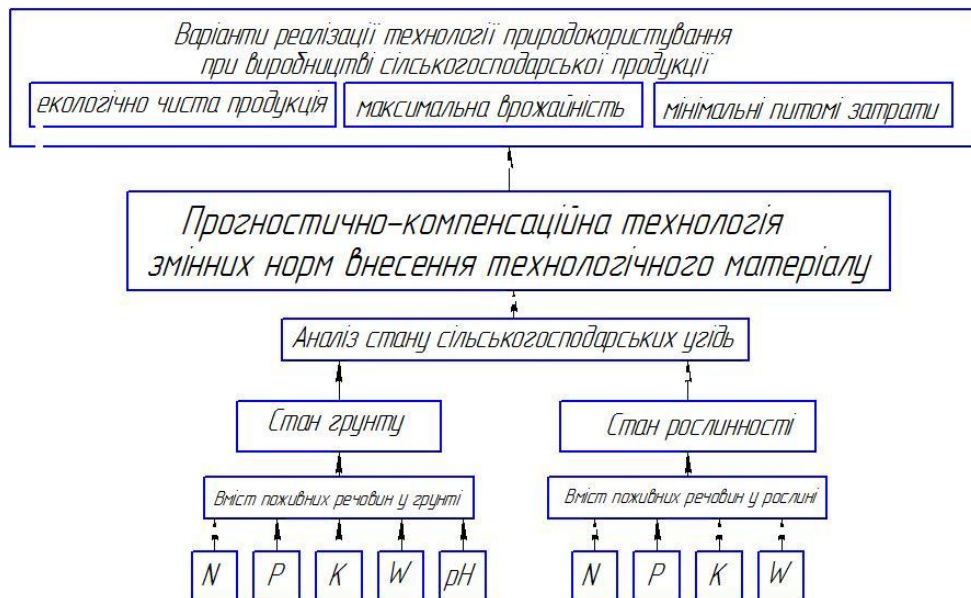 Варіанти реалізації технології природокористування
при виробництві сілськогосподарської продукції
екологічно чиста продукція
максимальна врожайність
мінімальні питомі затрати
Прогностично-компенсаційна технологія
змінних норм внесення технологічного матеріалу
Аналіз стану сільськогосподарських угідь
Стан грунту
Стан рослинності
Вміст поживних речовин у грунті
Вміст поживних речовин у рослині
N
P
K
W
pH
N
P
K
W